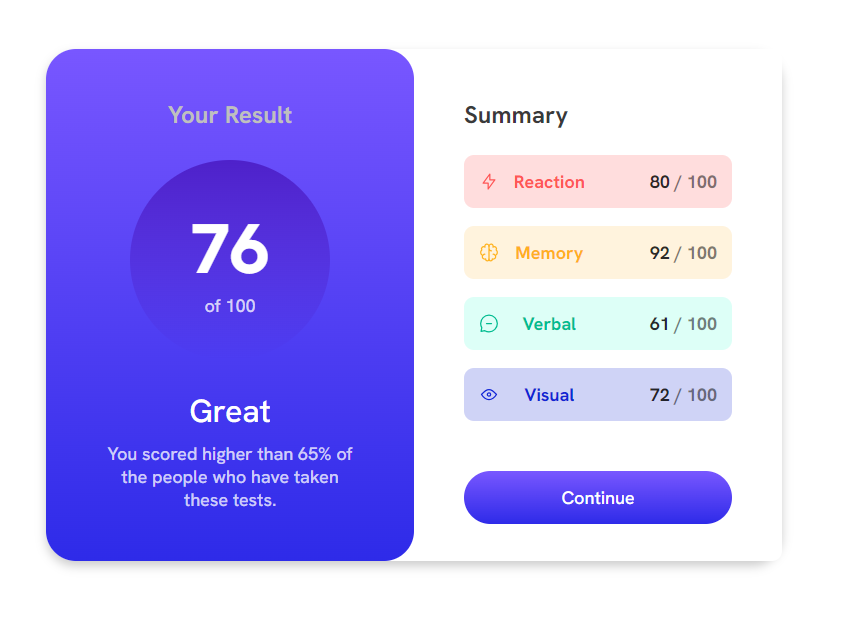 Your Result
76
of 100
Great
You scored higher than 65% of
the people who have taken
these tests.
Summary
Reaction 80 / 100
Memory 92 / 100
Verbal 61 / 100
Visual 72 / 100
Continue